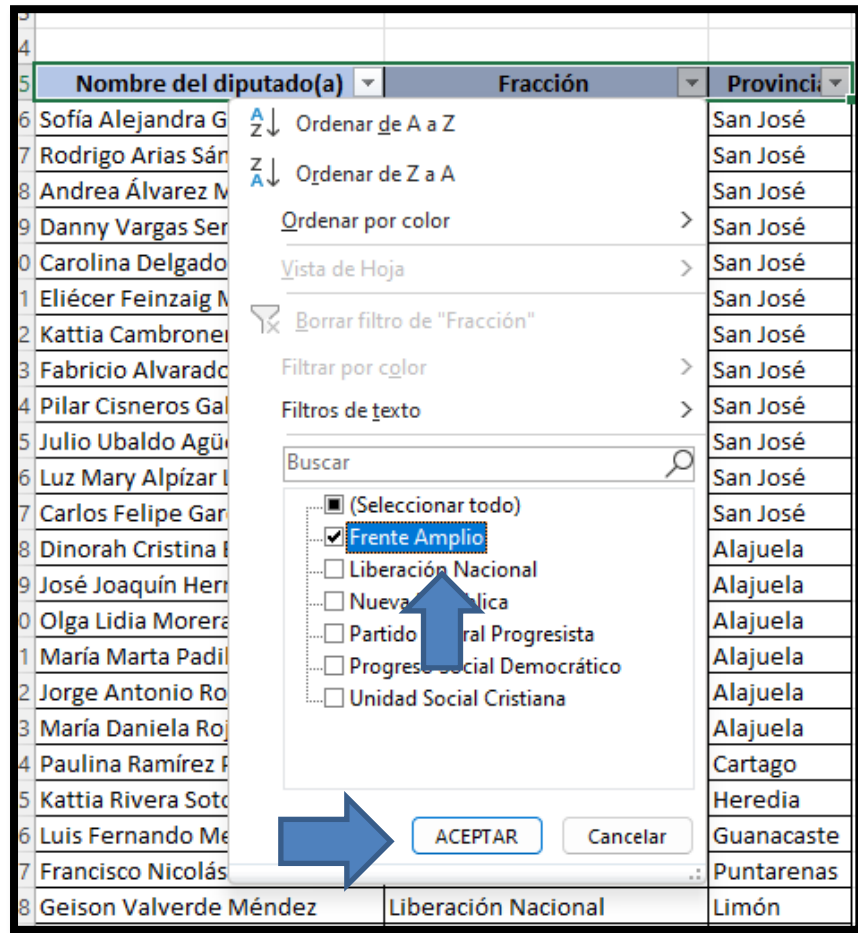 4
5 Nombre del diputado(a) Fracción Provinci
6 Sofía Alejandra G San José
7 Rodrigo Arias Sán San José
8 Andrea Álvarez M San José
9 Danny Vargas Ser San José
0 Carolina Delgado San José
1 Eliécer Feinzaig M San José
2 Kattia Cambroner San José
3 Fabricio Alvarado San José
4 Pilar Cisneros Gal San José
5 Julio Ubaldo Agü San José
6 Luz Mary Alpízar San José
7 Carlos Felipe Gar San José
8 Dinorah Cristina Alajuela
9 José Joaquín Her Alajuela
0 Olga Lidia Morera Alajuela
1 María Marta Padil Alajuela
2 Jorge Antonio Ro Alajuela
3 María Daniela Roj Alajuela
4 Paulina Ramírez Cartago
5 Kattia Rivera Soto Heredia
6 Luis Fernando Me Guanacaste
7 Francisco Nicolás Puntarenas
8 Geison Valverde Méndez Liberación Nacional Limón
Ordenar de A a Z
Ordenar de Z a A
Ordenar por color
Vista de Hoja
Borrar filtro de "Fracción"
Filtrar por color
Filtros de texto
Buscar
(Seleccionar todo)
Frente Amplio
Liberación Nacional
Nueva blica
Partido ral Progresista
Progreso Social Democrático
Unidad Social Cristiana
ACEPTAR Cancelar